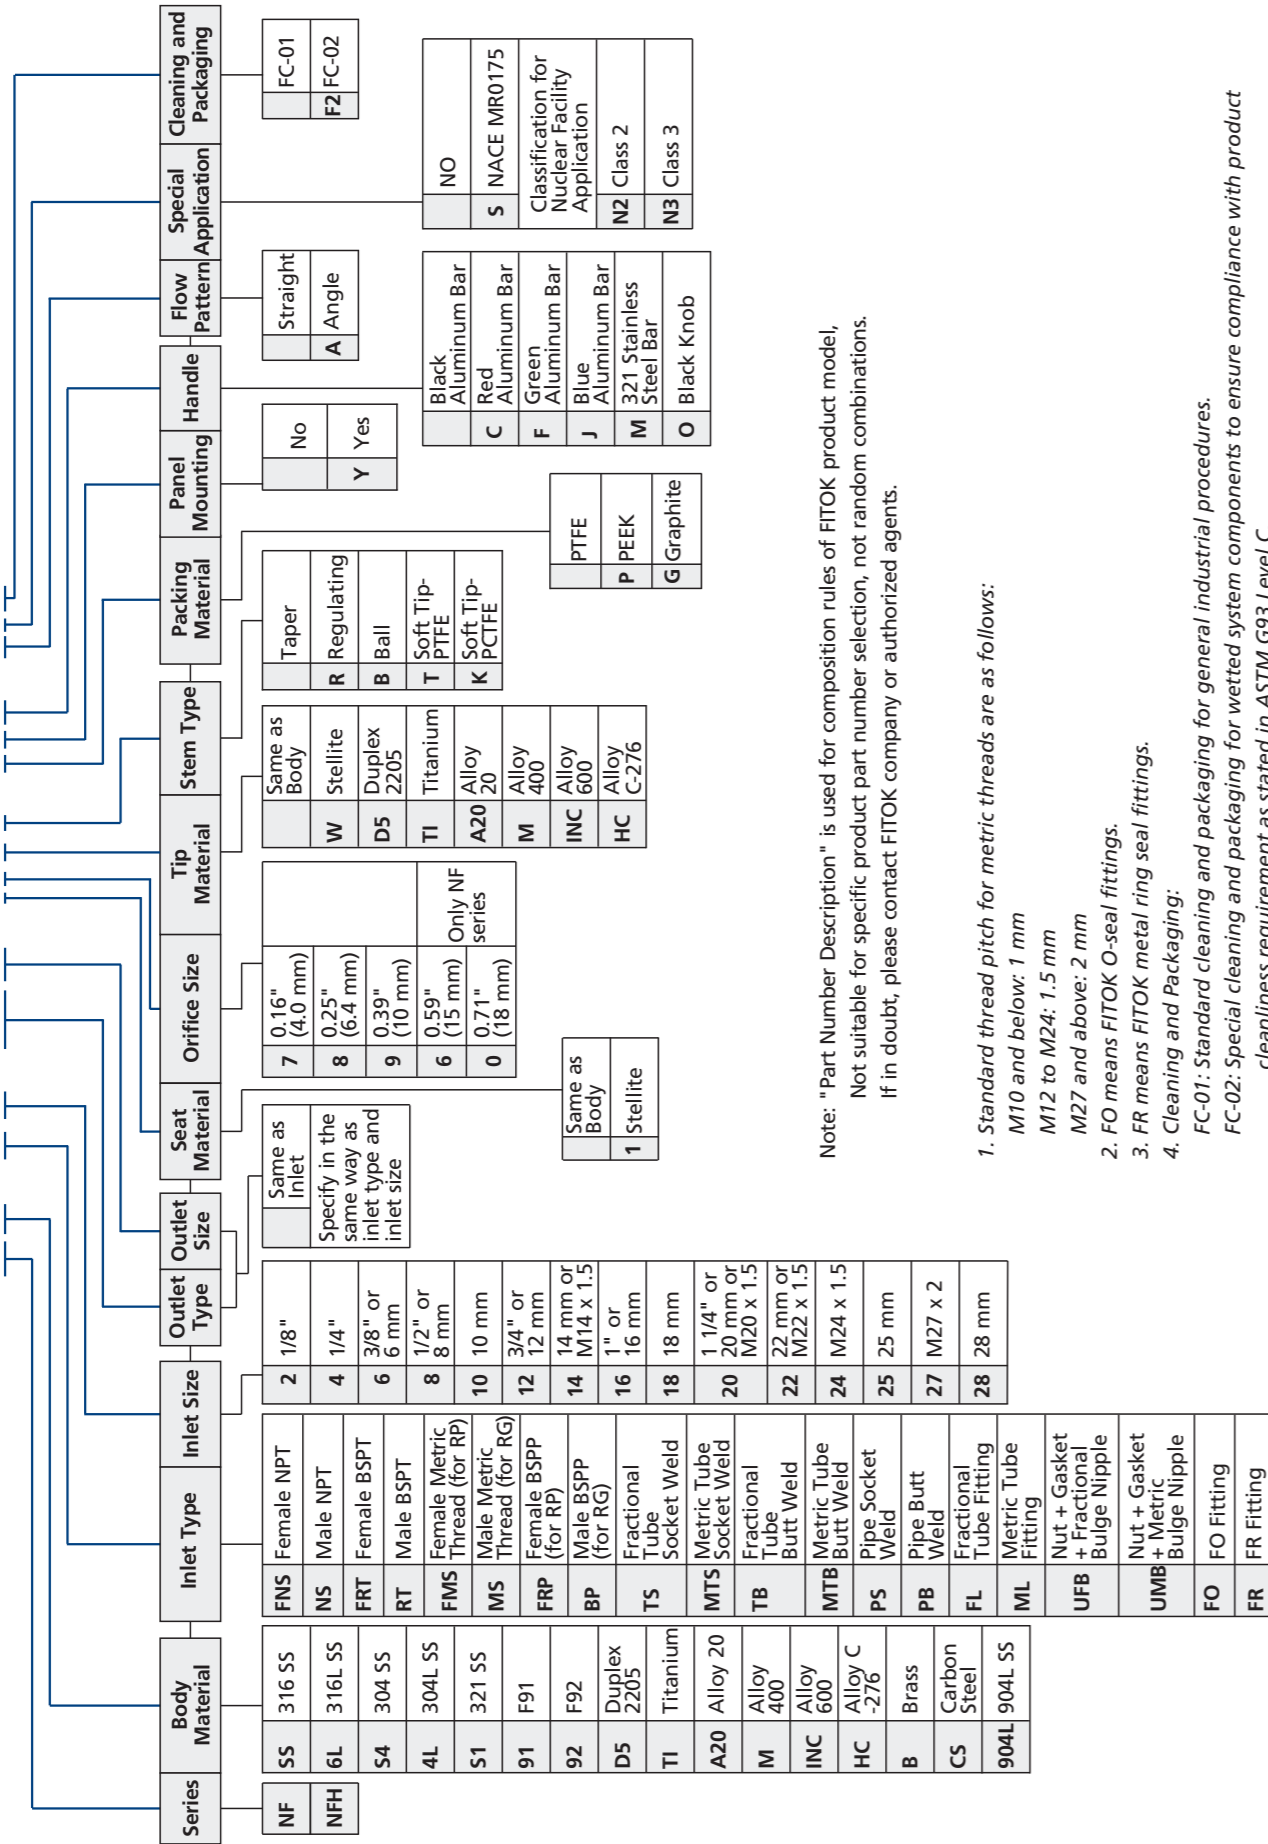 Series
NF
NFH
Body
Material
SS 316 SS
6L 316L SS
S4 304 SS
4L 304L SS
S1 321 SS
91 F91
92 F92
D5 Duplex
2205
TI Titanium
A20 Alloy 20
M Alloy
400
INC Alloy
600
HC Alloy C
-276
B Brass
CS Carbon
Steel
904L 904L SS
Inlet Type
FNS Female NPT
NS Male NPT
FRT Female BSPT
RT Male BSPT
FMS Female Metric
Thread (for RP)
MS Male Metric
Thread (for RG)
FRP Female BSPP
(for RP)
BP Male BSPP
(for RG)
TS Fractional
Tube
Socket Weld
MTS Metric Tube
Socket Weld
TB Fractional
Tube
Butt Weld
MTB Metric Tube
Butt Weld
PS Pipe Socket
Weld
PB Pipe Butt
Weld
FL Fractional
Tube Fitting
ML Metric Tube
Fitting
UFB Nut + Gasket
+ Fractional
Bulge Nipple
UMB Nut + Gasket
+ Metric
Bulge Nipple
FO FO Fitting
FR FR Fitting
Inlet Size
2 1/8"
4 1/4"
6 3/8" or
6 mm
8 1/2" or
8 mm
10 10 mm
12 3/4" or
12 mm
14 14 mm or
M14 x 1.5
16 1" or
16 mm
18 18 mm
20 1 1/4" or
20 mm or
M20 x 1.5
22 22 mm or
M22 x 1.5
24 M24 x 1.5
25 25 mm
27 M27 x 2
28 28 mm
Outlet
Type
Outlet
Size
Same as
Inlet
Specify in the
same way as
inlet type and
inlet size
Seat
Material
Same as
Body
1 Stellite
Orifice Size
7 0.16"
(4.0 mm)
8 0.25"
(6.4 mm)
9 0.39"
(10 mm)
6 0.59"
(15 mm)
0 0.71"
(18 mm)
Only NF
series
Tip
Material
Same as
Body
W Stellite
D5 Duplex
2205
TI Titanium
A20 Alloy
20
M Alloy
400
INC Alloy
600
HC Alloy
C-276
Stem Type
Taper
R Regulating
B Ball
T Soft Tip-
PTFE
K Soft Tip-
PCTFE
Packing
Material
PTFE
P PEEK
G Graphite
Panel
Mounting
No
Y Yes
Handle
Black
Aluminum Bar
C Red
Aluminum Bar
F Green
Aluminum Bar
J Blue
Aluminum Bar
M 321 Stainless
Steel Bar
O Black Knob
Flow
Pattern
Straight
A Angle
Special
Application
NO
S NACE MR0175
Classification for
Nuclear Facility
Application
N2 Class 2
N3 Class 3
Cleaning and
Packaging
FC-01
F2 FC-02
Note: "Part Number Description" is used for composition rules of FITOK product model,
Not suitable for specific product part number selection, not random combinations.
If in doubt, please contact FITOK company or authorized agents.
1. Standard thread pitch for metric threads are as follows:
M10 and below: 1 mm
M12 to M24: 1.5 mm
M27 and above: 2 mm
2. FO means FITOK O-seal fittings.
3. FR means FITOK metal ring seal fittings.
4. Cleaning and Packaging:
FC-01: Standard cleaning and packaging for general industrial procedures.
FC-02: Special cleaning and packaging for wetted system components to ensure compliance with product
cleanliness requirement as stated in ASTM G93 Level C